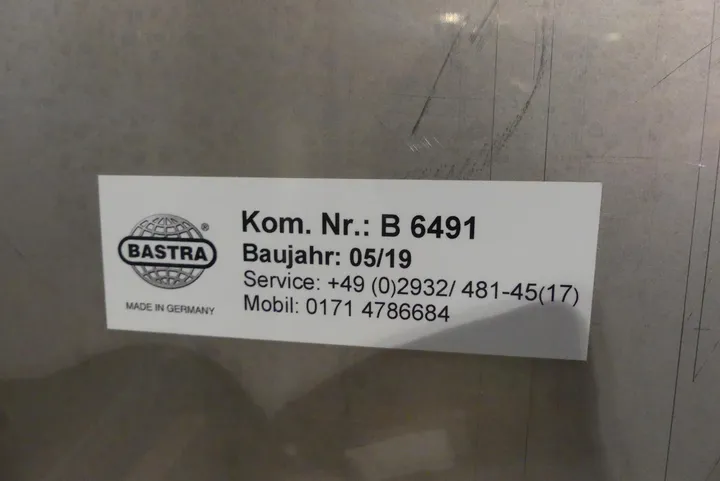 BASTRA®
MADE IN GERMANY
Kom. Nr.: B 6491
Baujahr: 05/19
Service: +49 (0)2932/ 481-45(17)
Mobil: 0171 4786684